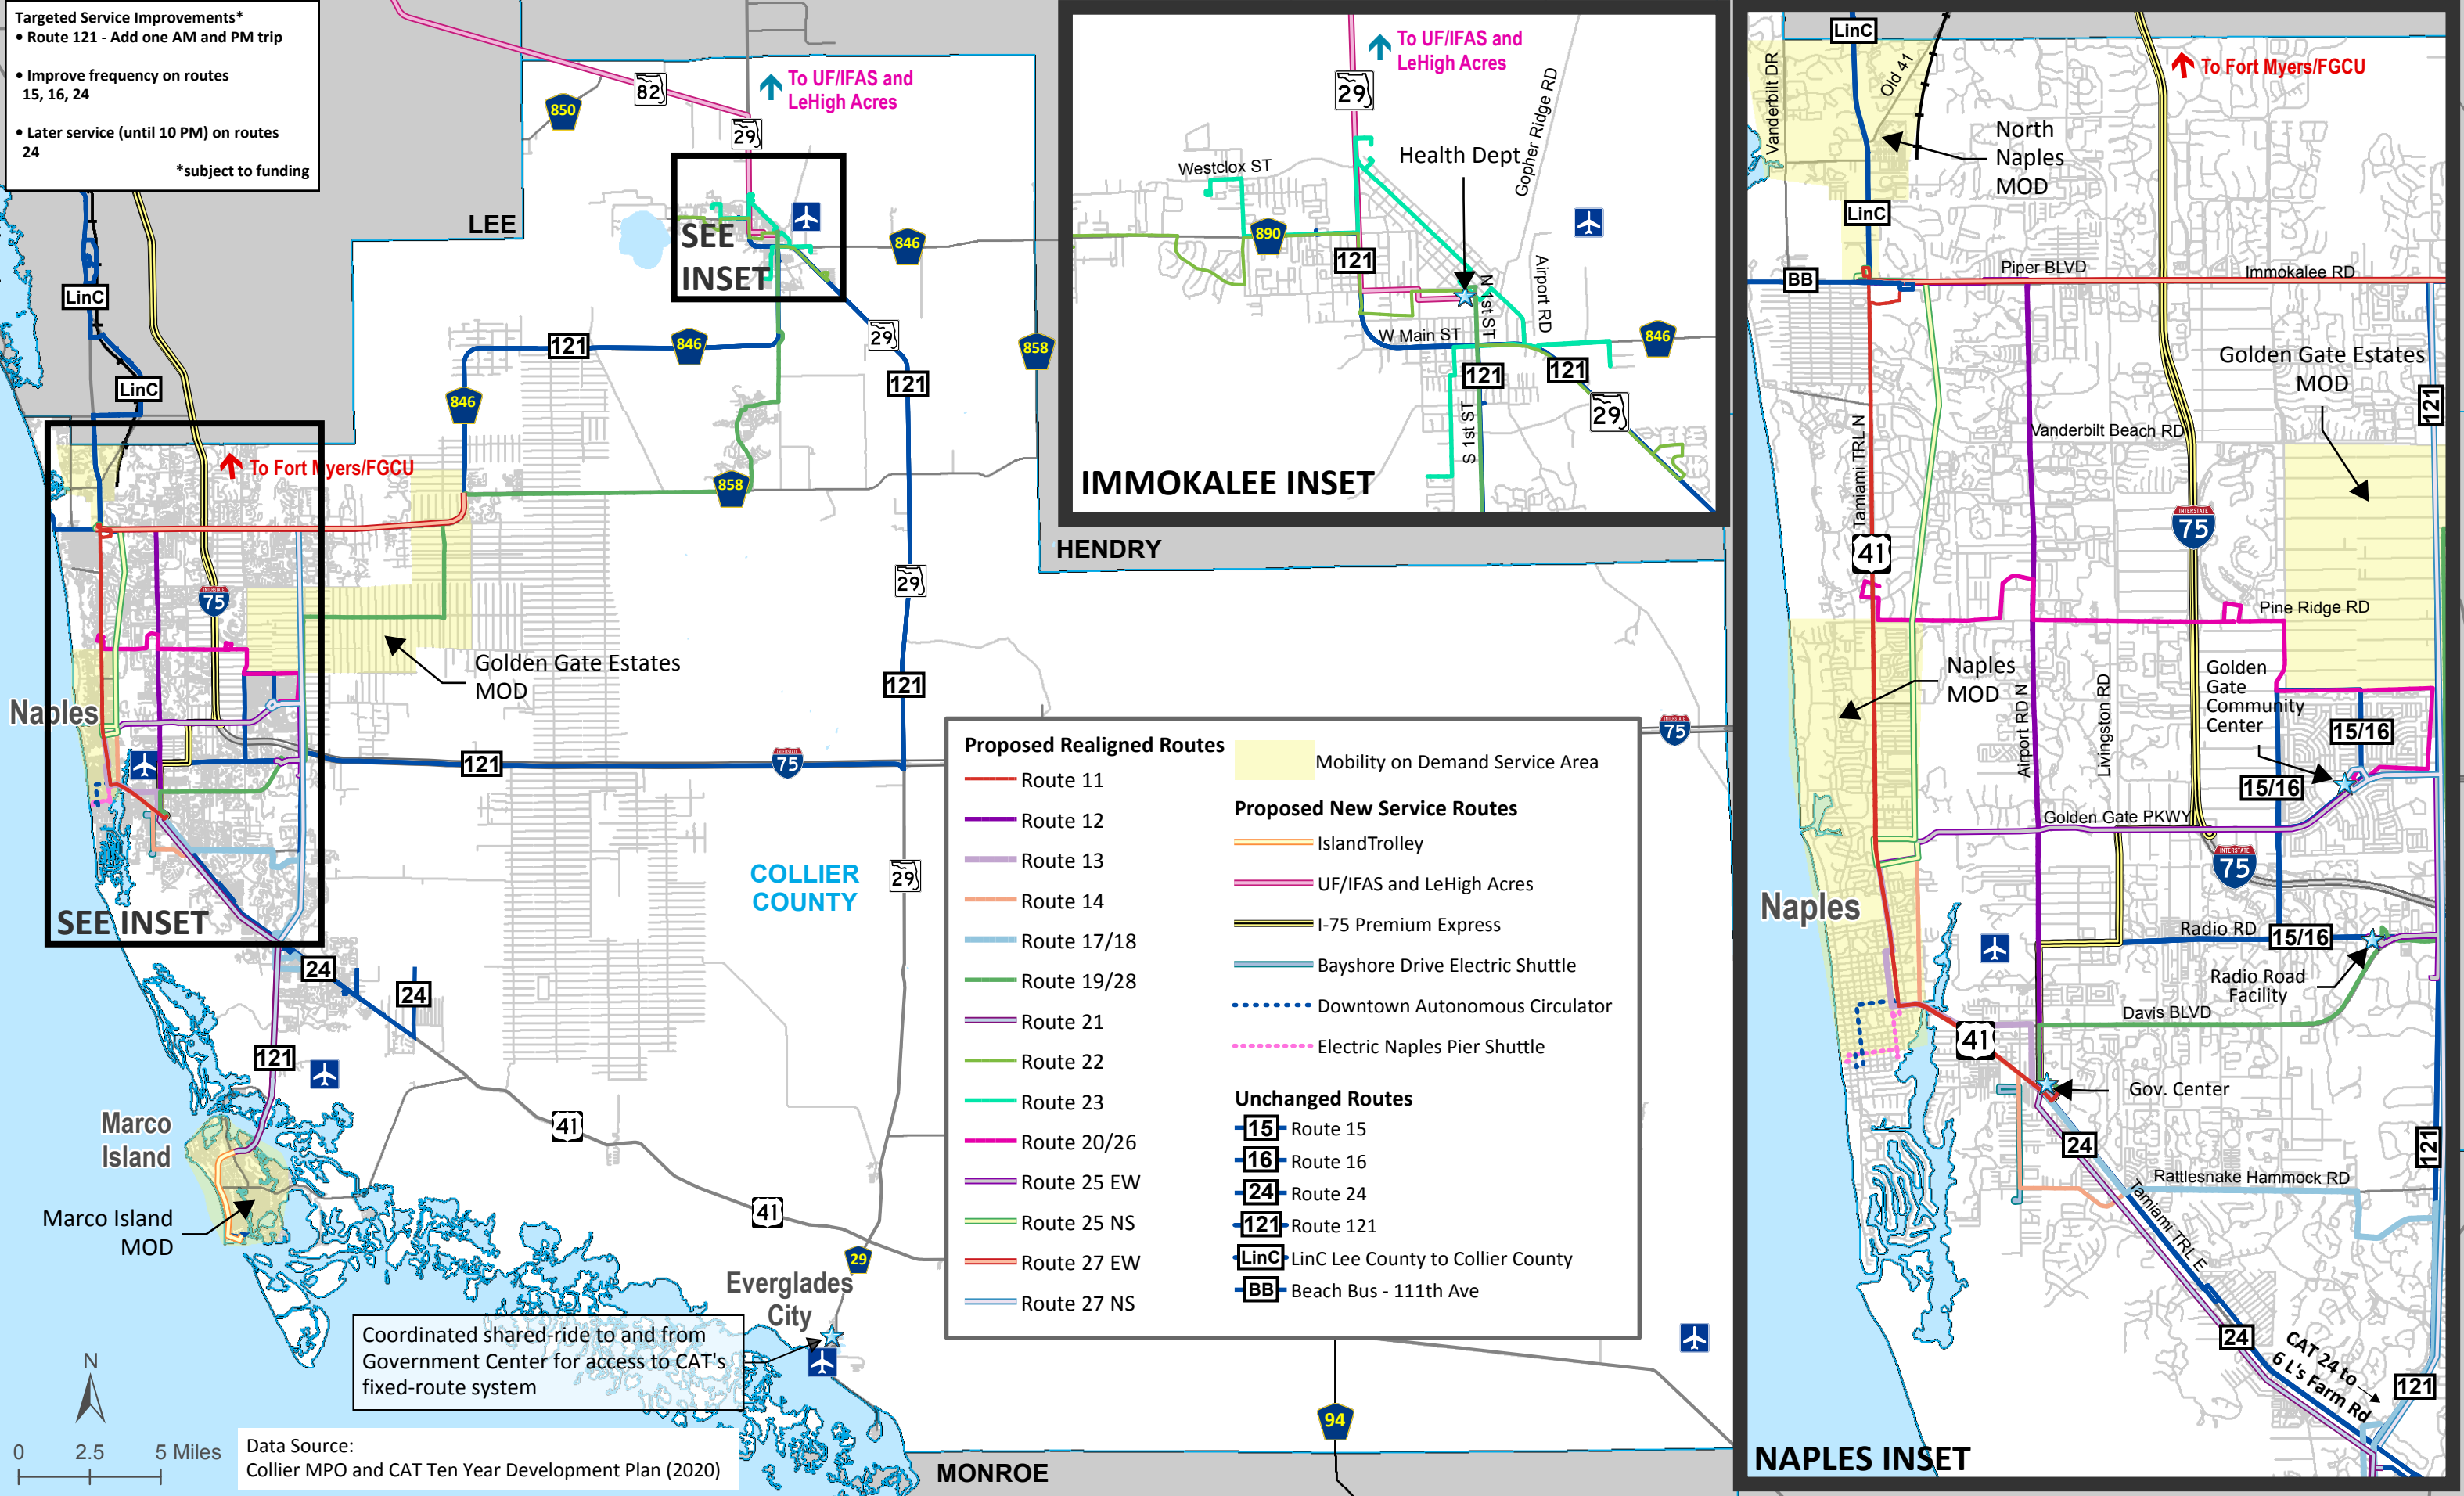 Targeted Service Improvements*
• Route 121 - Add one AM and PM trip
• Improve frequency on routes
15, 16, 24
• Later service (until 10 PM) on routes
24
*subject to funding
LinC
LinC
LEE
850
82
29
To UF/IFAS and
LeHigh Acres
SEE
INSET
846
29
121
846
846
858
121
858
To Fort Myers/FGCU
75
Golden Gate Estates
MOD
29
121
Naples
121
75
75
COLLIER
COUNTY
29
SEE INSET
24
24
121
Marco
Island
Marco Island
MOD
41
41
29
Everglades
City
Coordinated shared-ride to and from
Government Center for access to CAT's
fixed-route system
N
0 2.5 5 Miles
Data Source:
Collier MPO and CAT Ten Year Development Plan (2020)
MONROE
94
HENDRY
To UF/IFAS and
LeHigh Acres
29
Gopher Ridge RD
Health Dept
Westclox ST
890
121
N 1st ST
Airport RD
W Main ST
846
121
121
29
S 1st ST
IMMOKALEE INSET
Proposed Realigned Routes
Route 11
Route 12
Route 13
Route 14
Route 17/18
Route 19/28
Route 21
Route 22
Route 23
Route 20/26
Route 25 EW
Route 25 NS
Route 27 EW
Route 27 NS
Mobility on Demand Service Area
Proposed New Service Routes
IslandTrolley
UF/IFAS and LeHigh Acres
I-75 Premium Express
Bayshore Drive Electric Shuttle
Downtown Autonomous Circulator
Electric Naples Pier Shuttle
Unchanged Routes
15 Route 15
16 Route 16
24 Route 24
121 Route 121
LinC LinC Lee County to Collier County
BB Beach Bus - 111th Ave
LinC
Vanderbilt DR
Old 41
To Fort Myers/FGCU
North
Naples
MOD
LinC
BB
Piper BLVD
Immokalee RD
Golden Gate Estates
MOD
121
Tamiami TRL N
Vanderbilt Beach RD
INTERSTATE
75
41
Pine Ridge RD
Naples
MOD
Airport RD N
Livingston RD
Golden
Gate
Community
Center
15/16
15/16
Golden Gate PKWY
INTERSTATE
75
Naples
Radio RD
15/16
Radio Road
Facility
Davis BLVD
41
Gov. Center
24
121
Rattlesnake Hammock RD
Tamiami TRL E
24
CAT 24 to
6 L's Farm Rd
121
NAPLES INSET